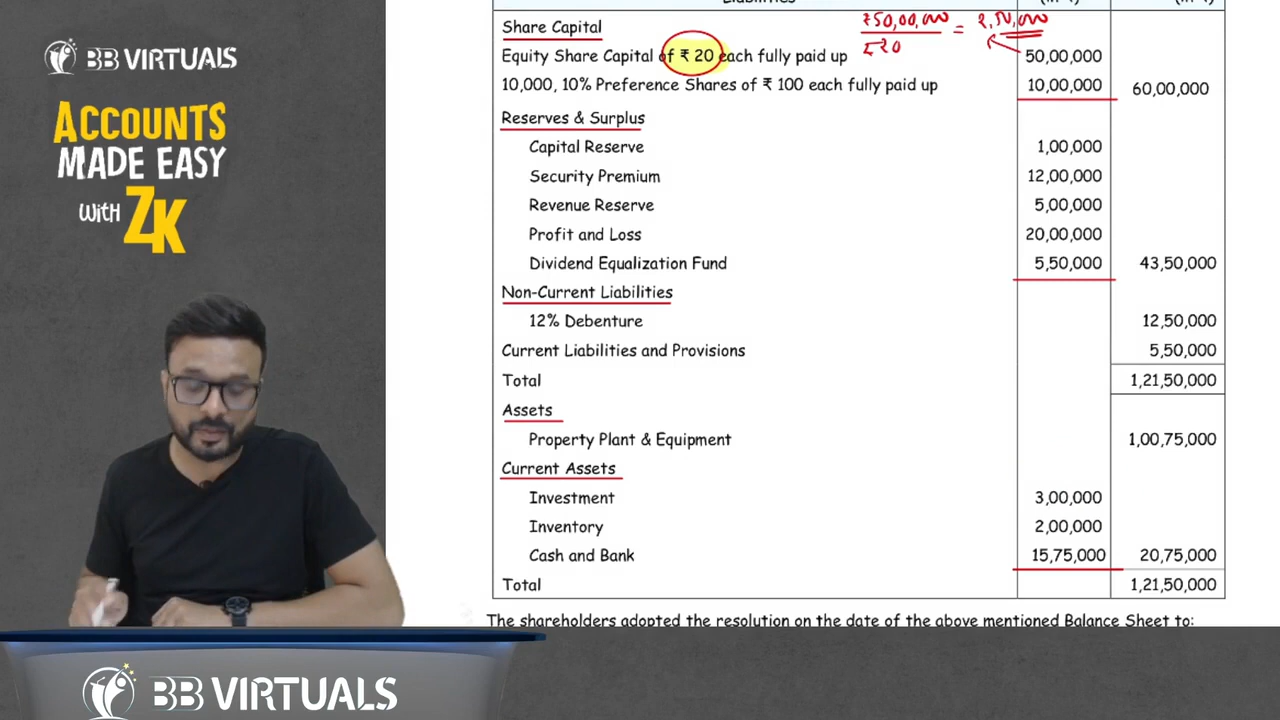 BB VIRTUALS
ACCOUNTS
MADE EASY
WITH ZK
Share Capital
₹50,00,000
₹20
= 2,50,000
Equity Share Capital of ₹ 20 each fully paid up 50,00,000
10,000, 10% Preference Shares of ₹ 100 each fully paid up 10,00,000 60,00,000
Reserves & Surplus
Capital Reserve 1,00,000
Security Premium 12,00,000
Revenue Reserve 5,00,000
Profit and Loss 20,00,000
Dividend Equalization Fund 5,50,000 43,50,000
Non-Current Liabilities
12% Debenture 12,50,000
Current Liabilities and Provisions 5,50,000
Total 1,21,50,000
Assets
Property Plant & Equipment 1,00,75,000
Current Assets
Investment 3,00,000
Inventory 2,00,000
Cash and Bank 15,75,000 20,75,000
Total 1,21,50,000
The shareholders adopted the resolution on the date of the above mentioned Balance Sheet to:
BB VIRTUALS